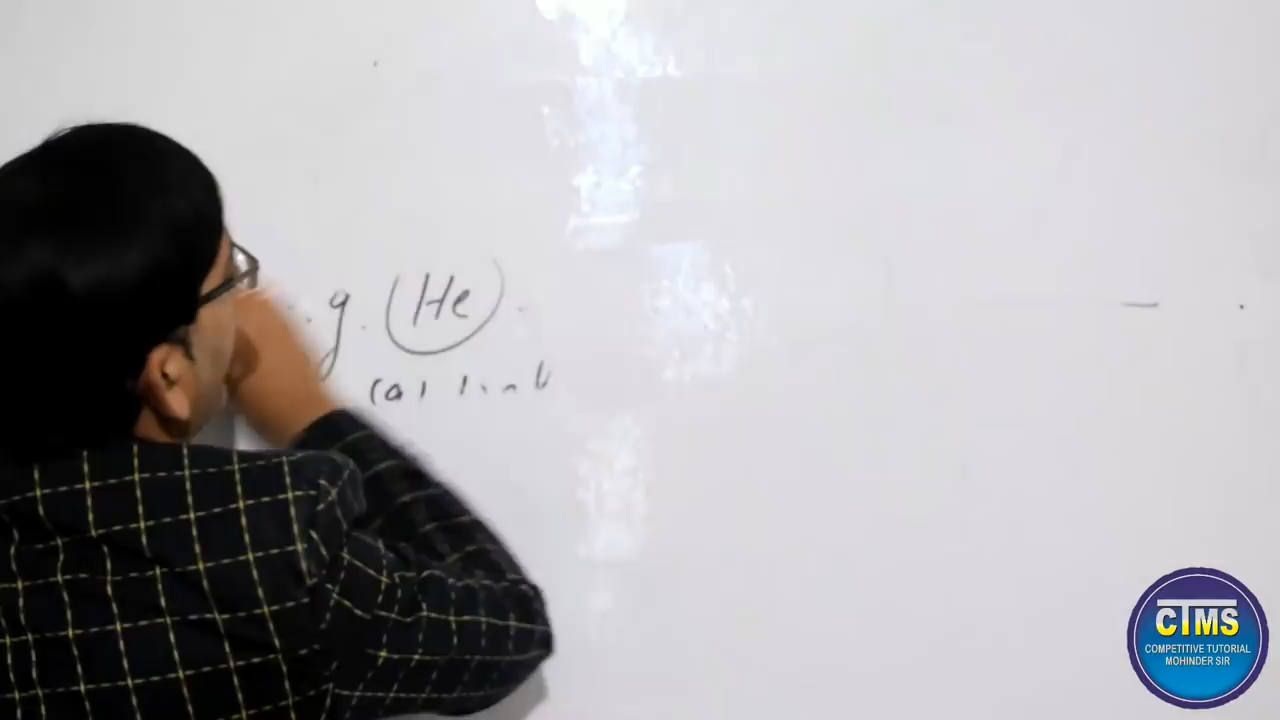 .g. (He)
(a)
CTMS
COMPETITIVE TUTORIAL
MOHINDER SIR